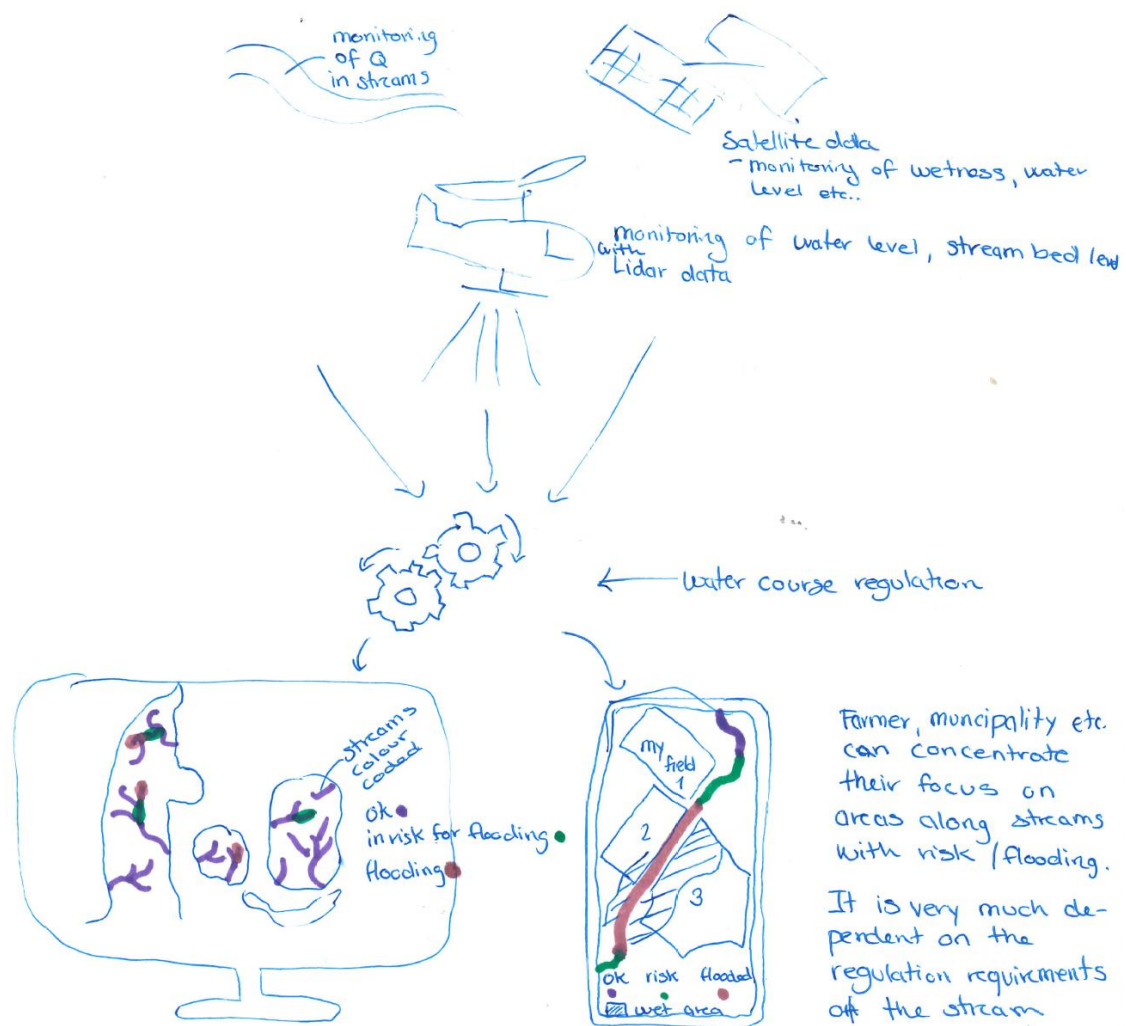 monitoring
of Q
in streams
Satellite data
- monitoring of wetness, water
level etc..
monitoring of water level, stream bed level
with
Lidar data
water course regulation
streams
colour
coded
ok
in risk for flooding
flooding
my
field
1
2
3
ok risk flooded
wet area
Farmer, muncipality etc.
can concentrate
their focus on
areas along streams
with risk / flooding.
It is very much de-
pendent on the
regulation requirements
of the stream